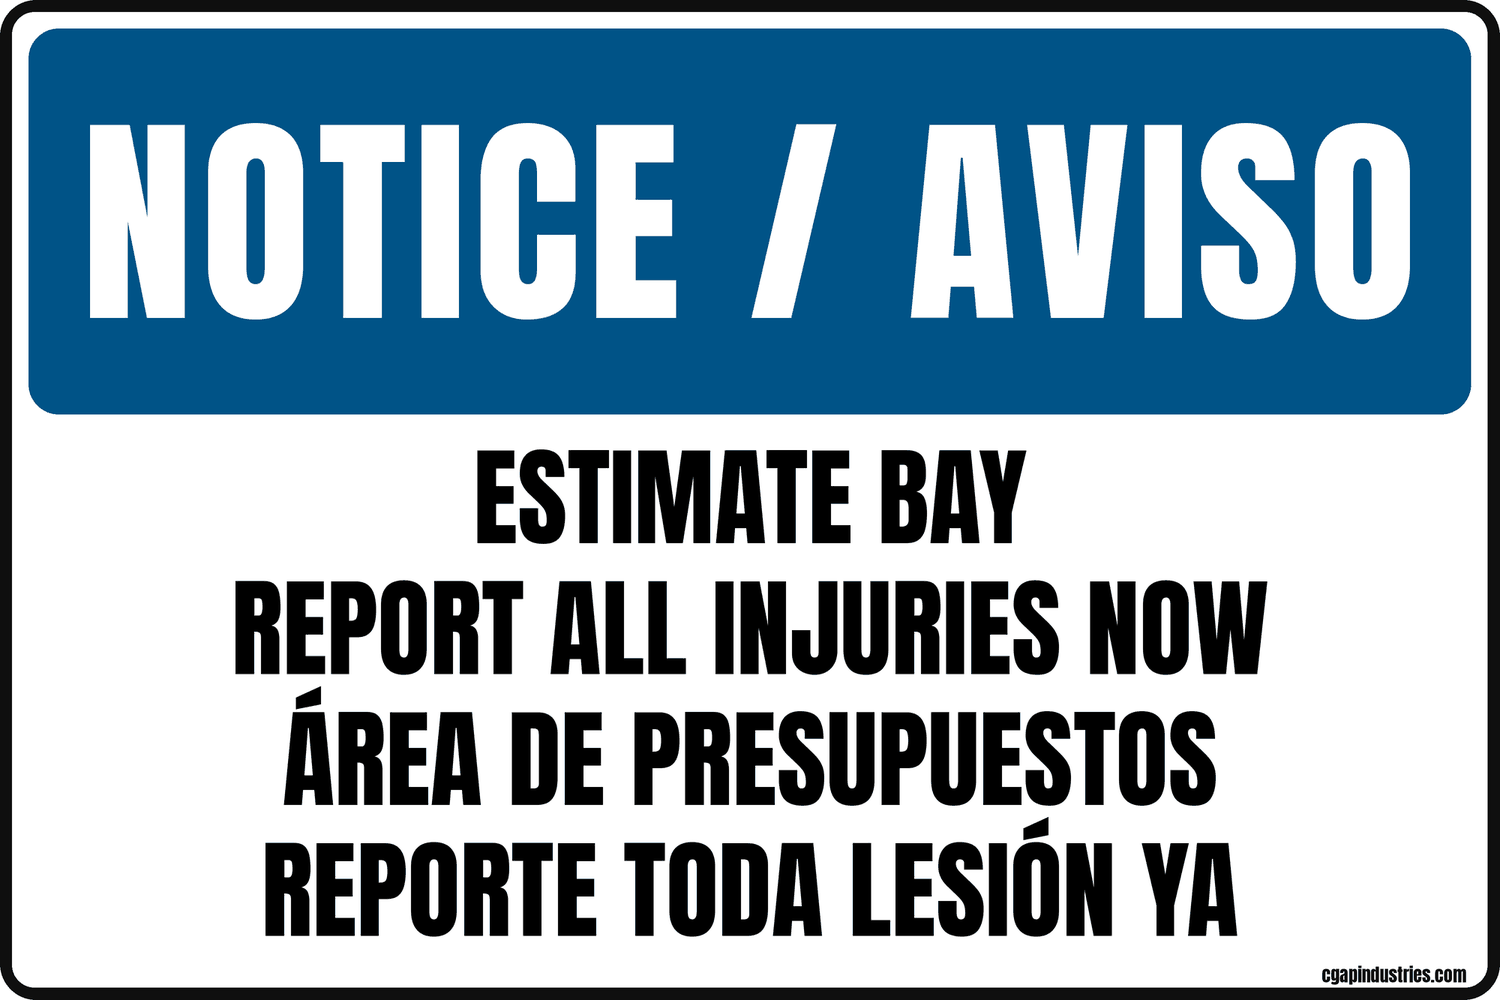 NOTICE / AVISO
ESTIMATE BAY
REPORT ALL INJURIES NOW
ÁREA DE PRESUPUESTOS
REPORTE TODA LESIÓN YA
cgapindustries.com